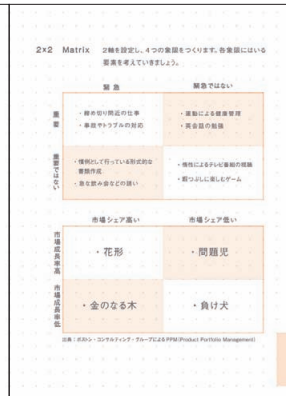 2×2 Matrix 2軸を設定し、4つの象図をつくります。各象図にはいる
要素を考えていきましょう。
緊急 緊急ではない
重要
・締め切り間近の仕事
・事故やトラブルの対応
・運動による健康管理
・英会話の勉強
重要ではない
・慣例として行っている形式的な
書類作成
・急な飲み会などの誘い
・惰性によるテレビ番組の視聴
・暇つぶしに楽しむゲーム
市場シェア高い 市場シェア低い
市場成長率高
・花形
・問題児
市場成長率低
・金のなる木
・負け犬
出典：ボストン・コンサルティング・グループによるPPM(Product Portfolio Management)